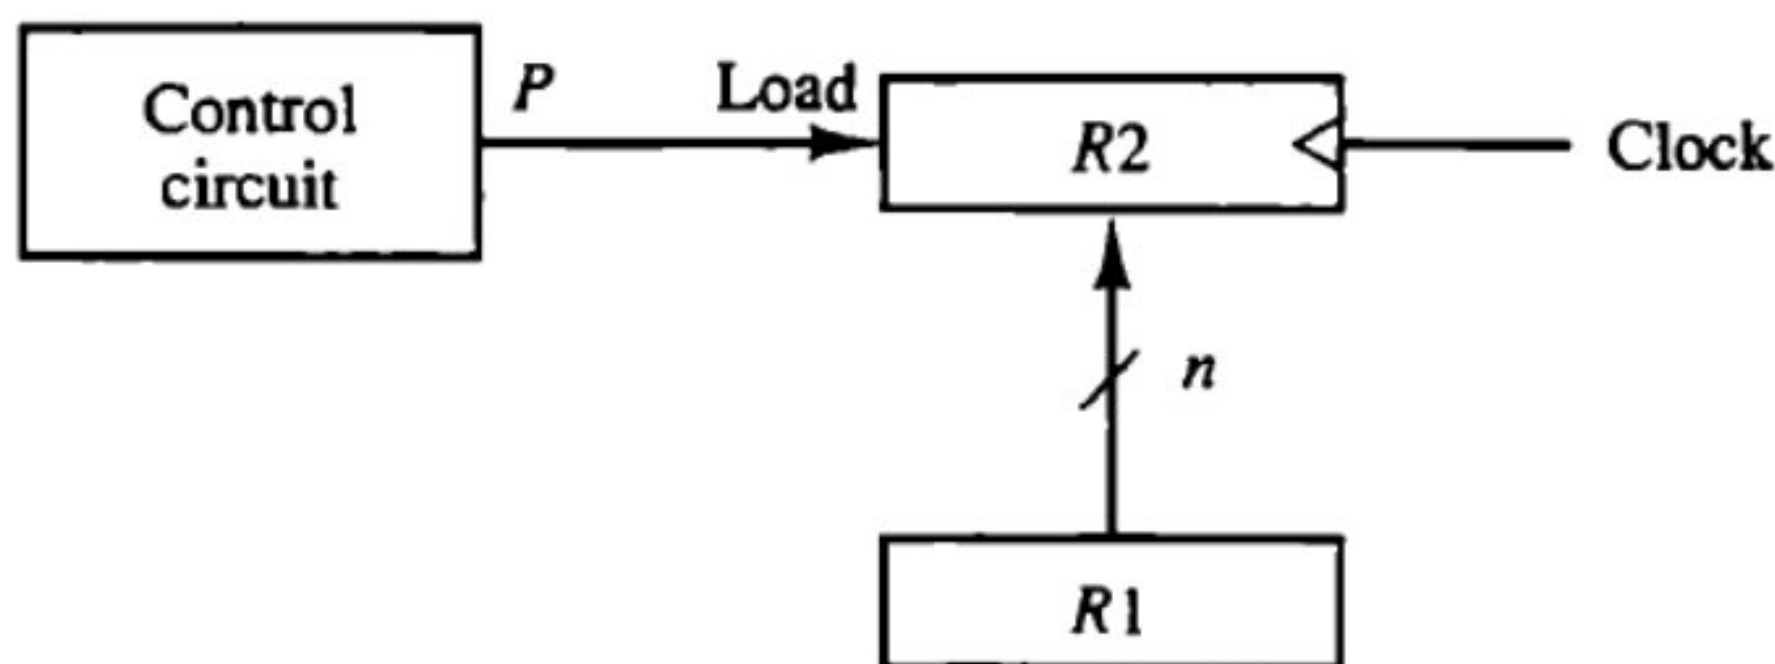 Control
circuit
P
Load
R2
Clock
n
R1